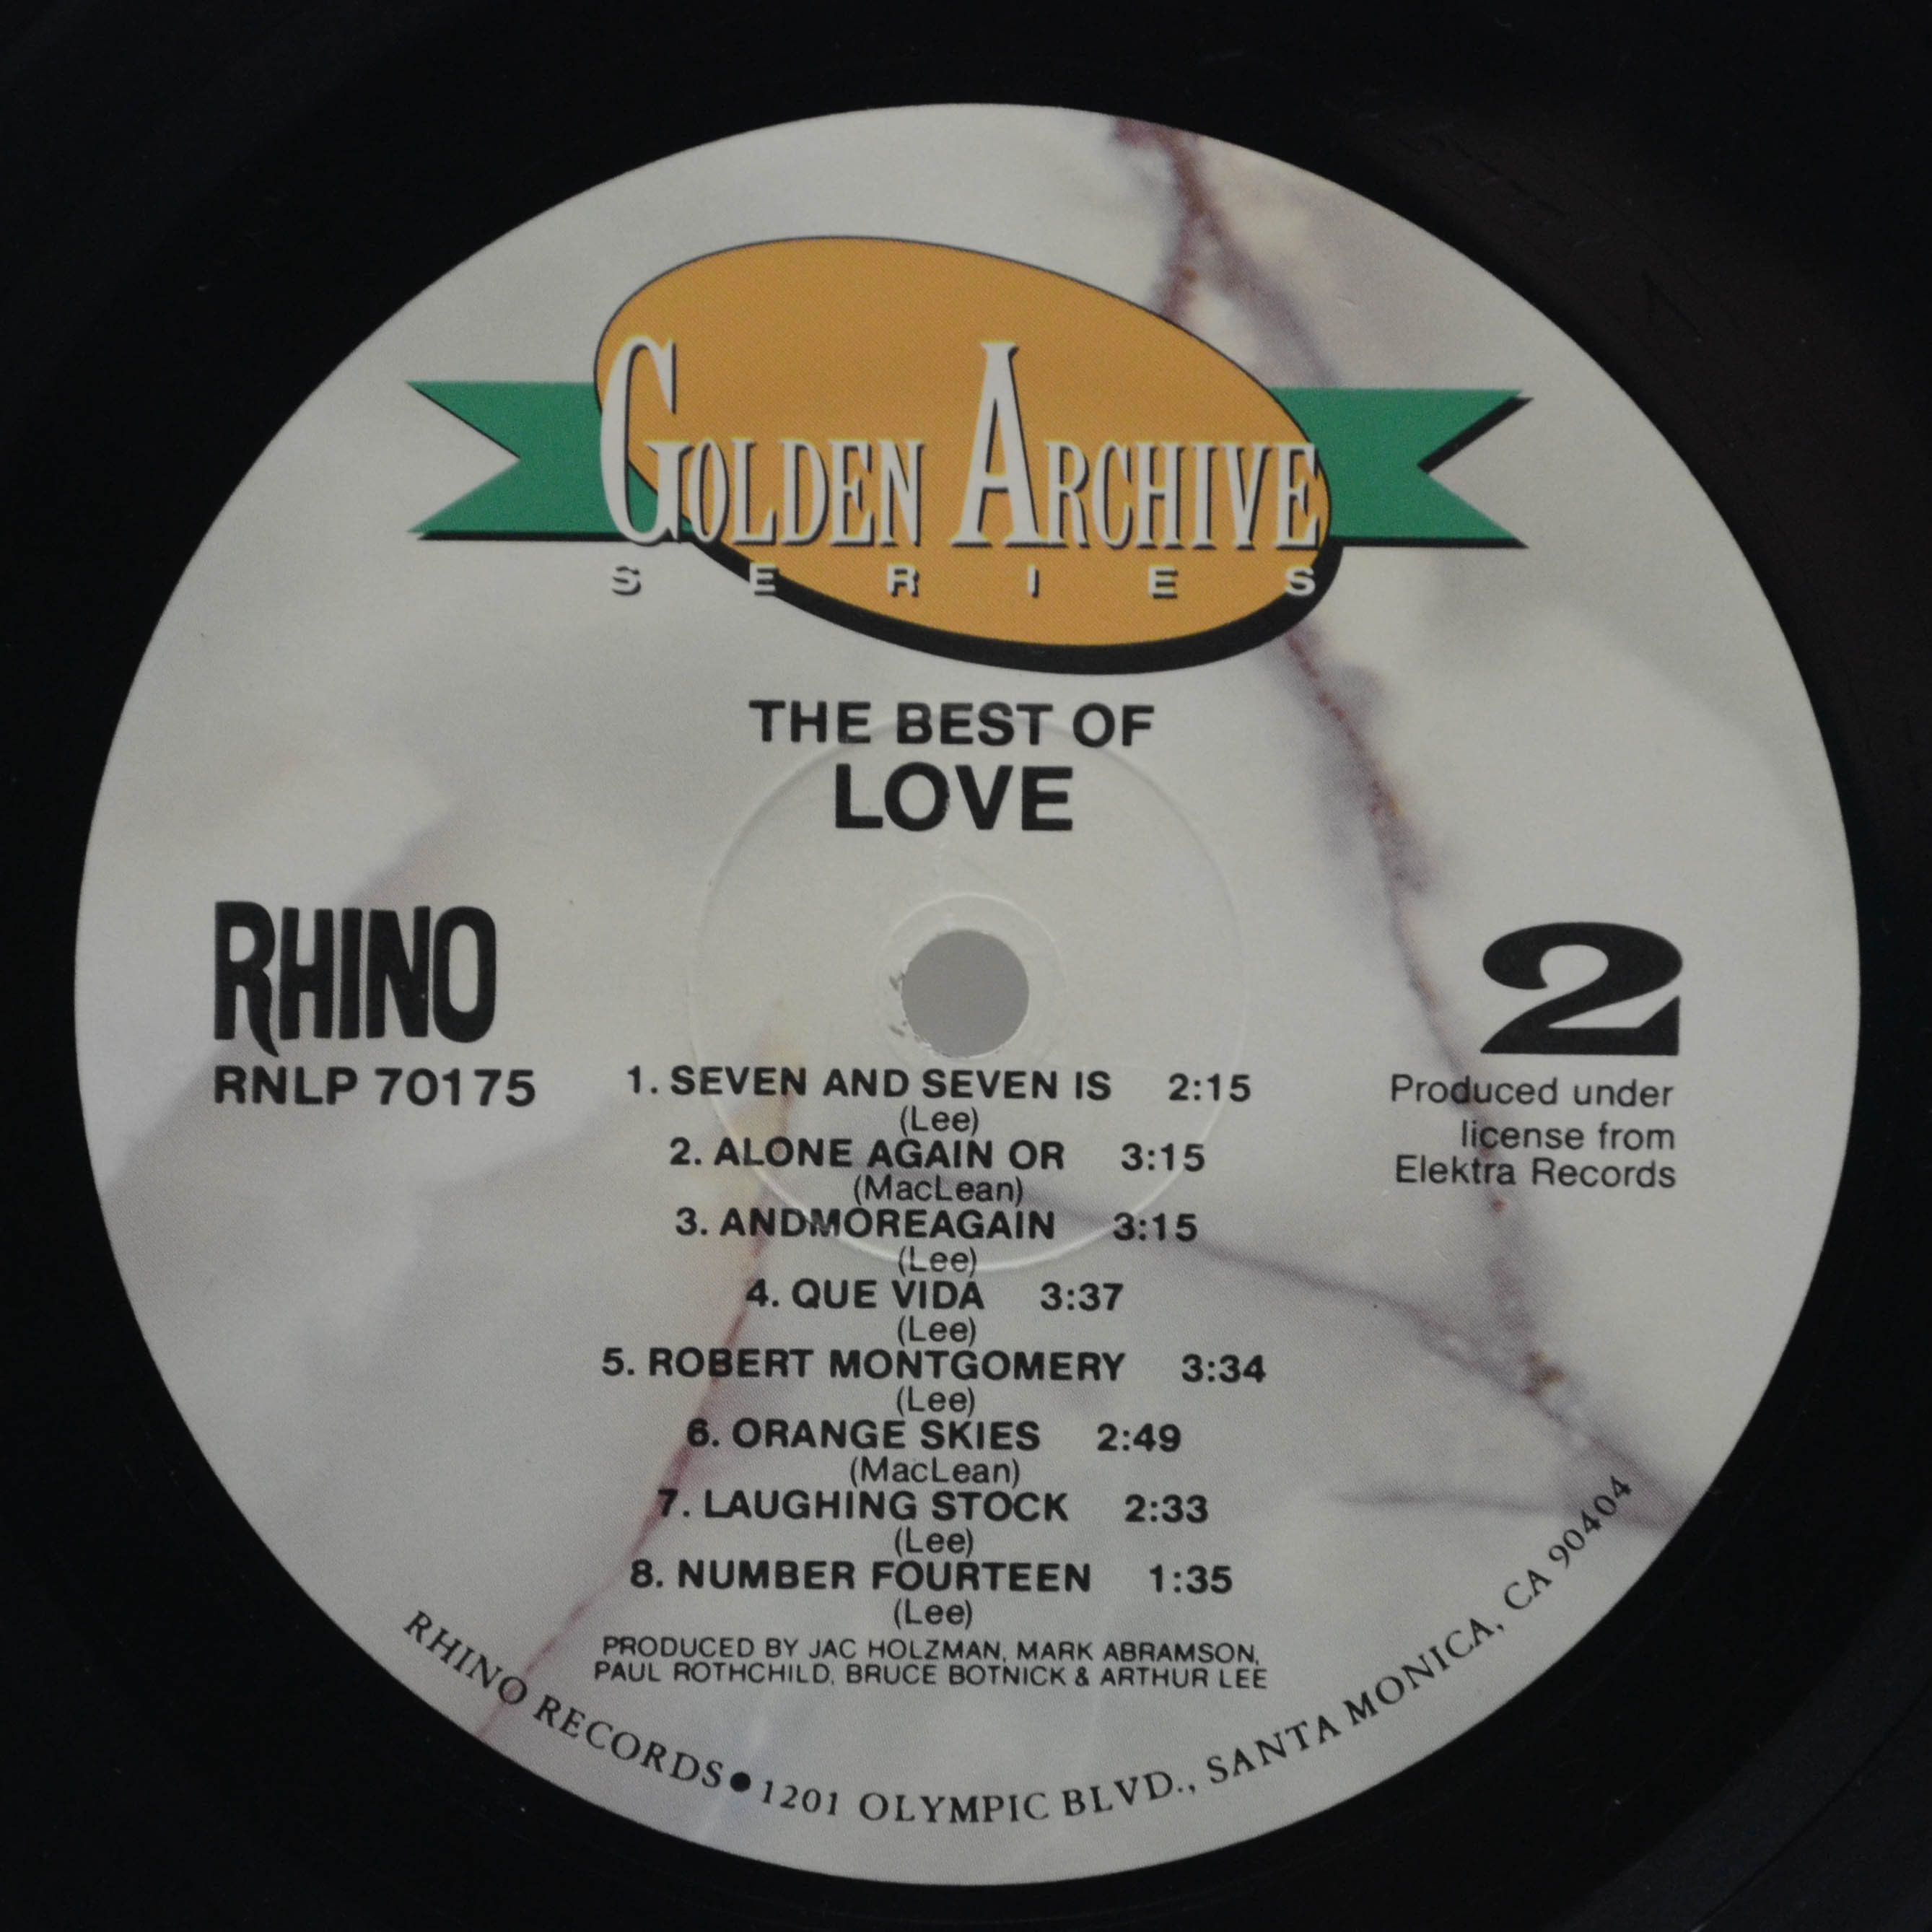 GOLDEN ARCHIVE
SERIES
THE BEST OF
LOVE
RHINO
RNLP 70175
2
Produced under
license from
Elektra Records
1. SEVEN AND SEVEN IS 2:15
(Lee)
2. ALONE AGAIN OR 3:15
(MacLean)
3. ANDMOREAGAIN 3:15
(Lee)
4. QUE VIDA 3:37
(Lee)
5. ROBERT MONTGOMERY 3:34
(Lee)
6. ORANGE SKIES 2:49
(MacLean)
7. LAUGHING STOCK 2:33
(Lee)
8. NUMBER FOURTEEN 1:35
(Lee)
PRODUCED BY JAC HOLZMAN, MARK ABRAMSON,
PAUL ROTHCHILD, BRUCE BOTNICK & ARTHUR LEE
RHINO RECORDS●1201 OLYMPIC BLVD., SANTA MONICA, CA 90404